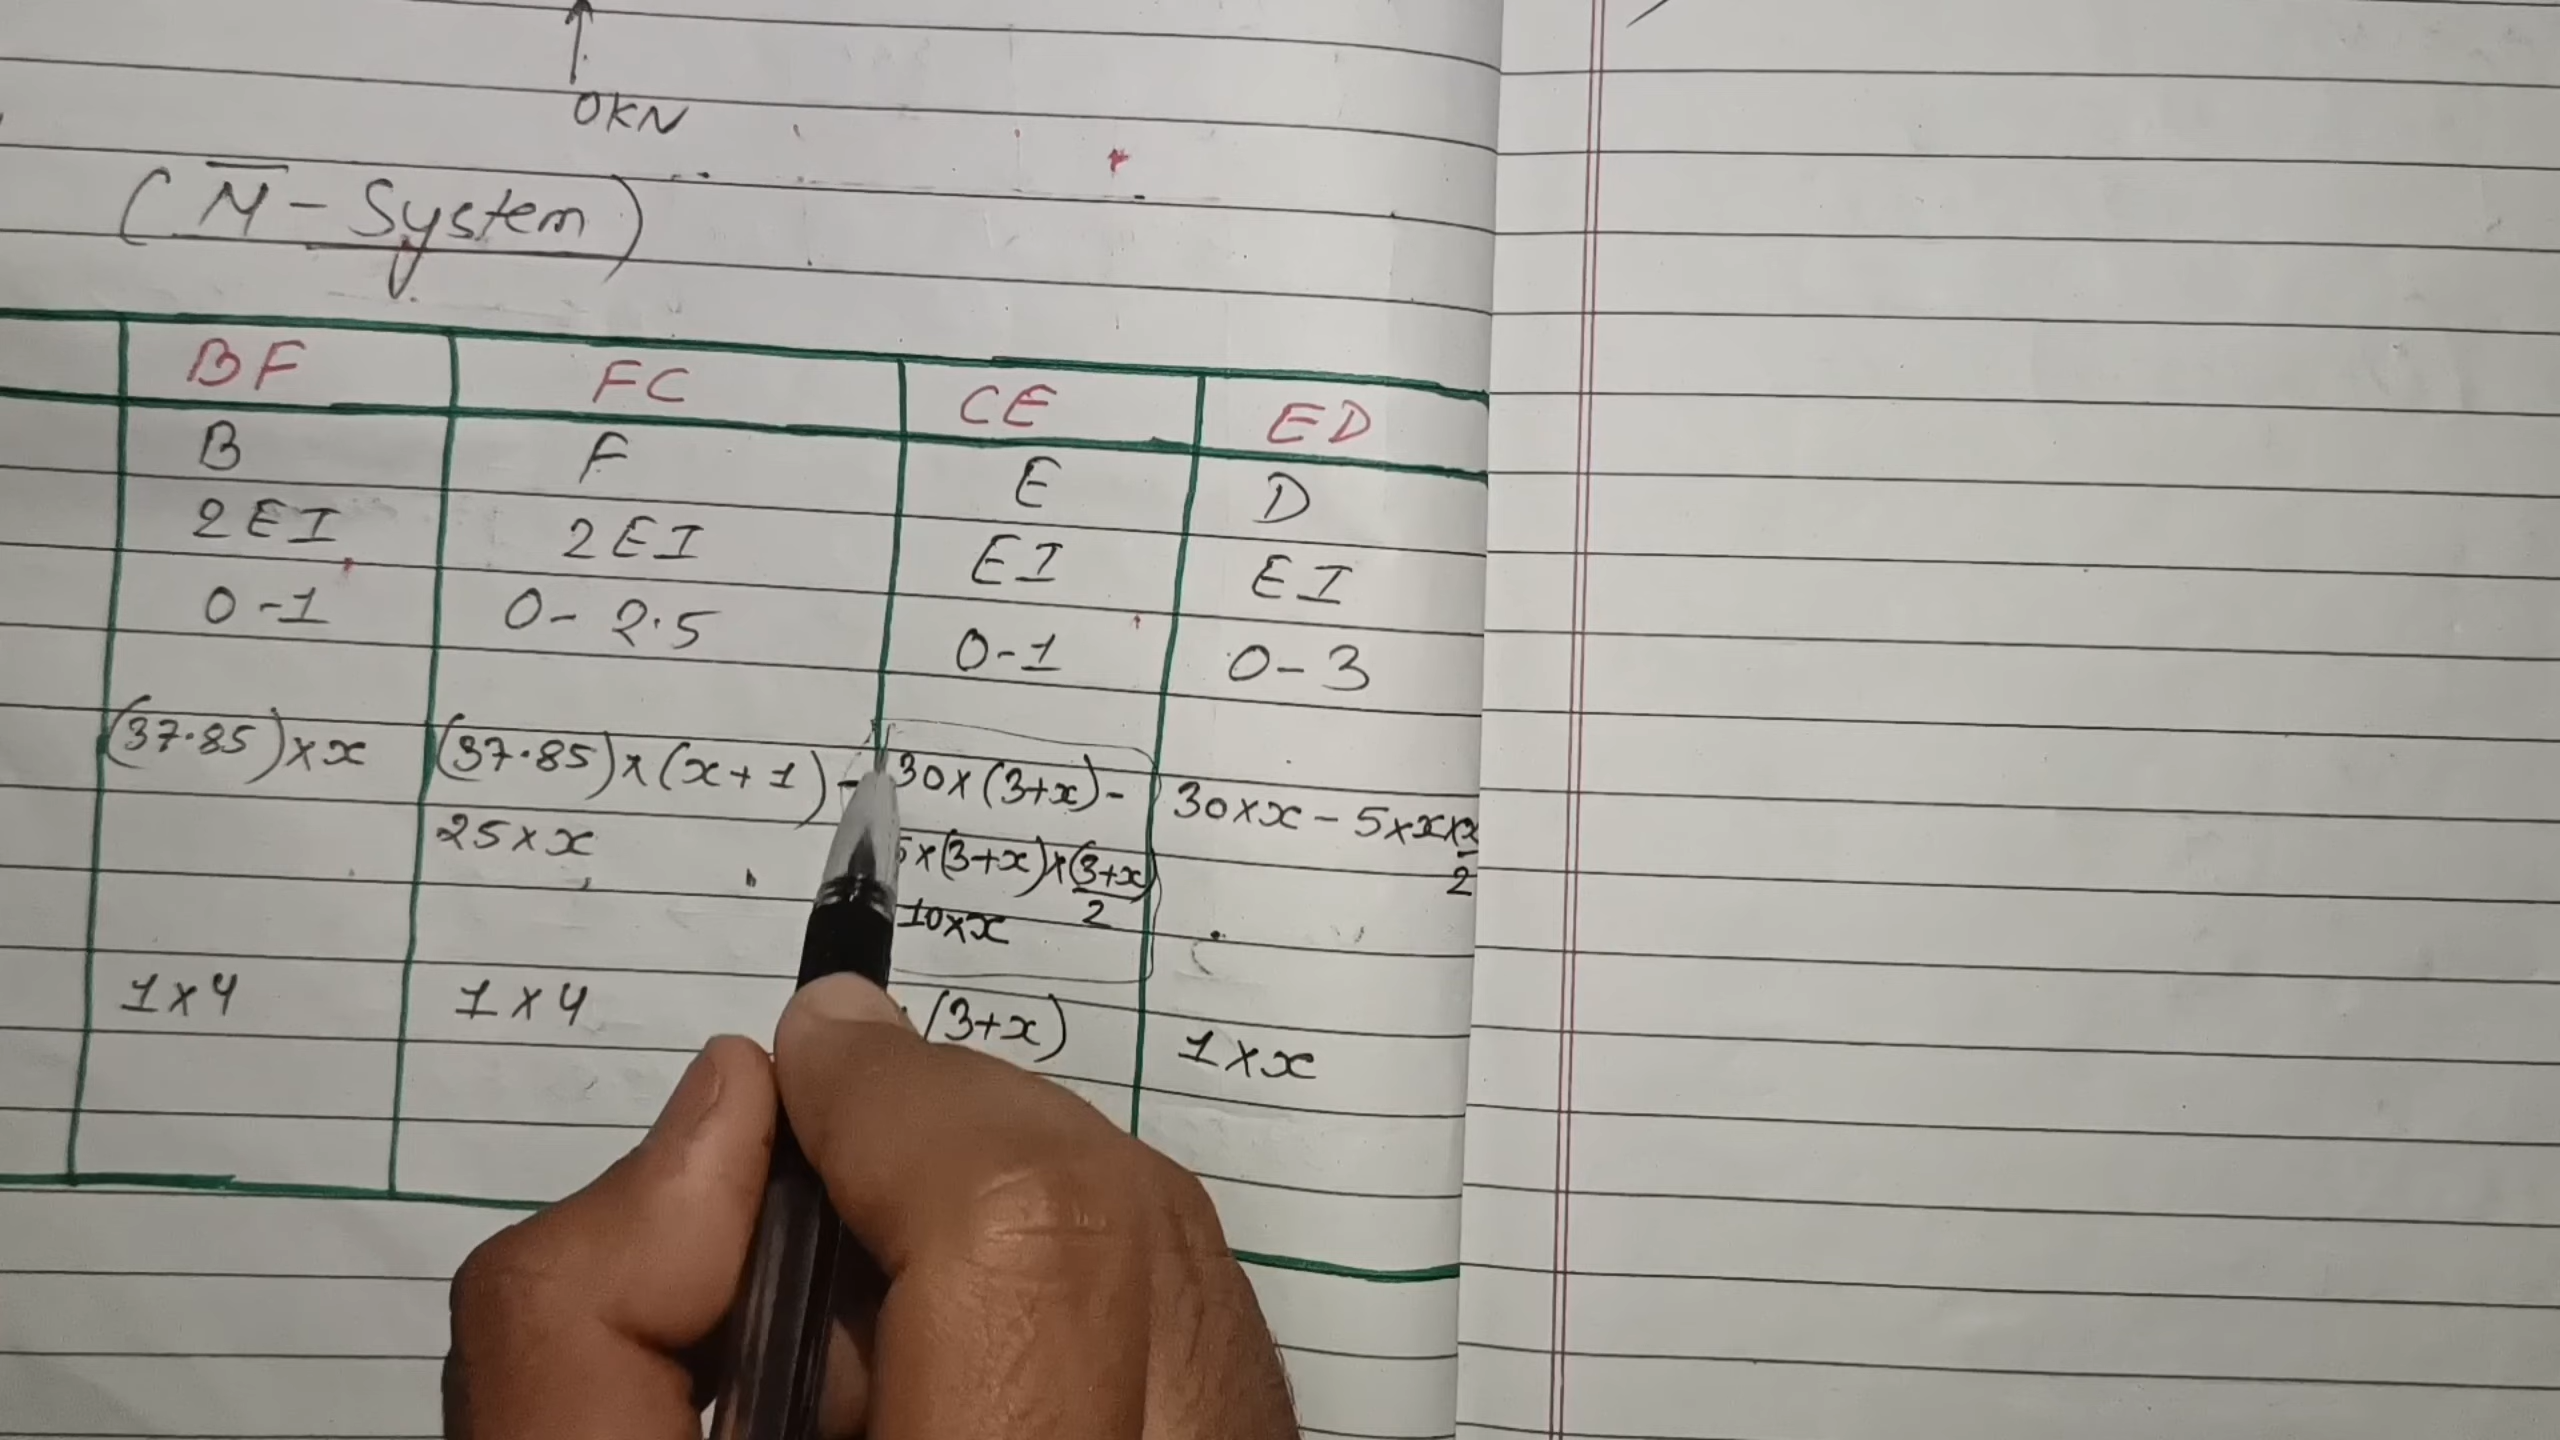 0KN
(M̅ - System)
BF FC CE ED
B F E D
2EI 2EI EI EI
0-1 0-2.5 0-1 0-3
(37.85)×x (37.85)×(x+1)- 30×(3+x)- 30×x-5×x×x/2
25×x 5×(3+x)×(3+x)/2
10×x
1×4 1×4 (3+x) 1×x